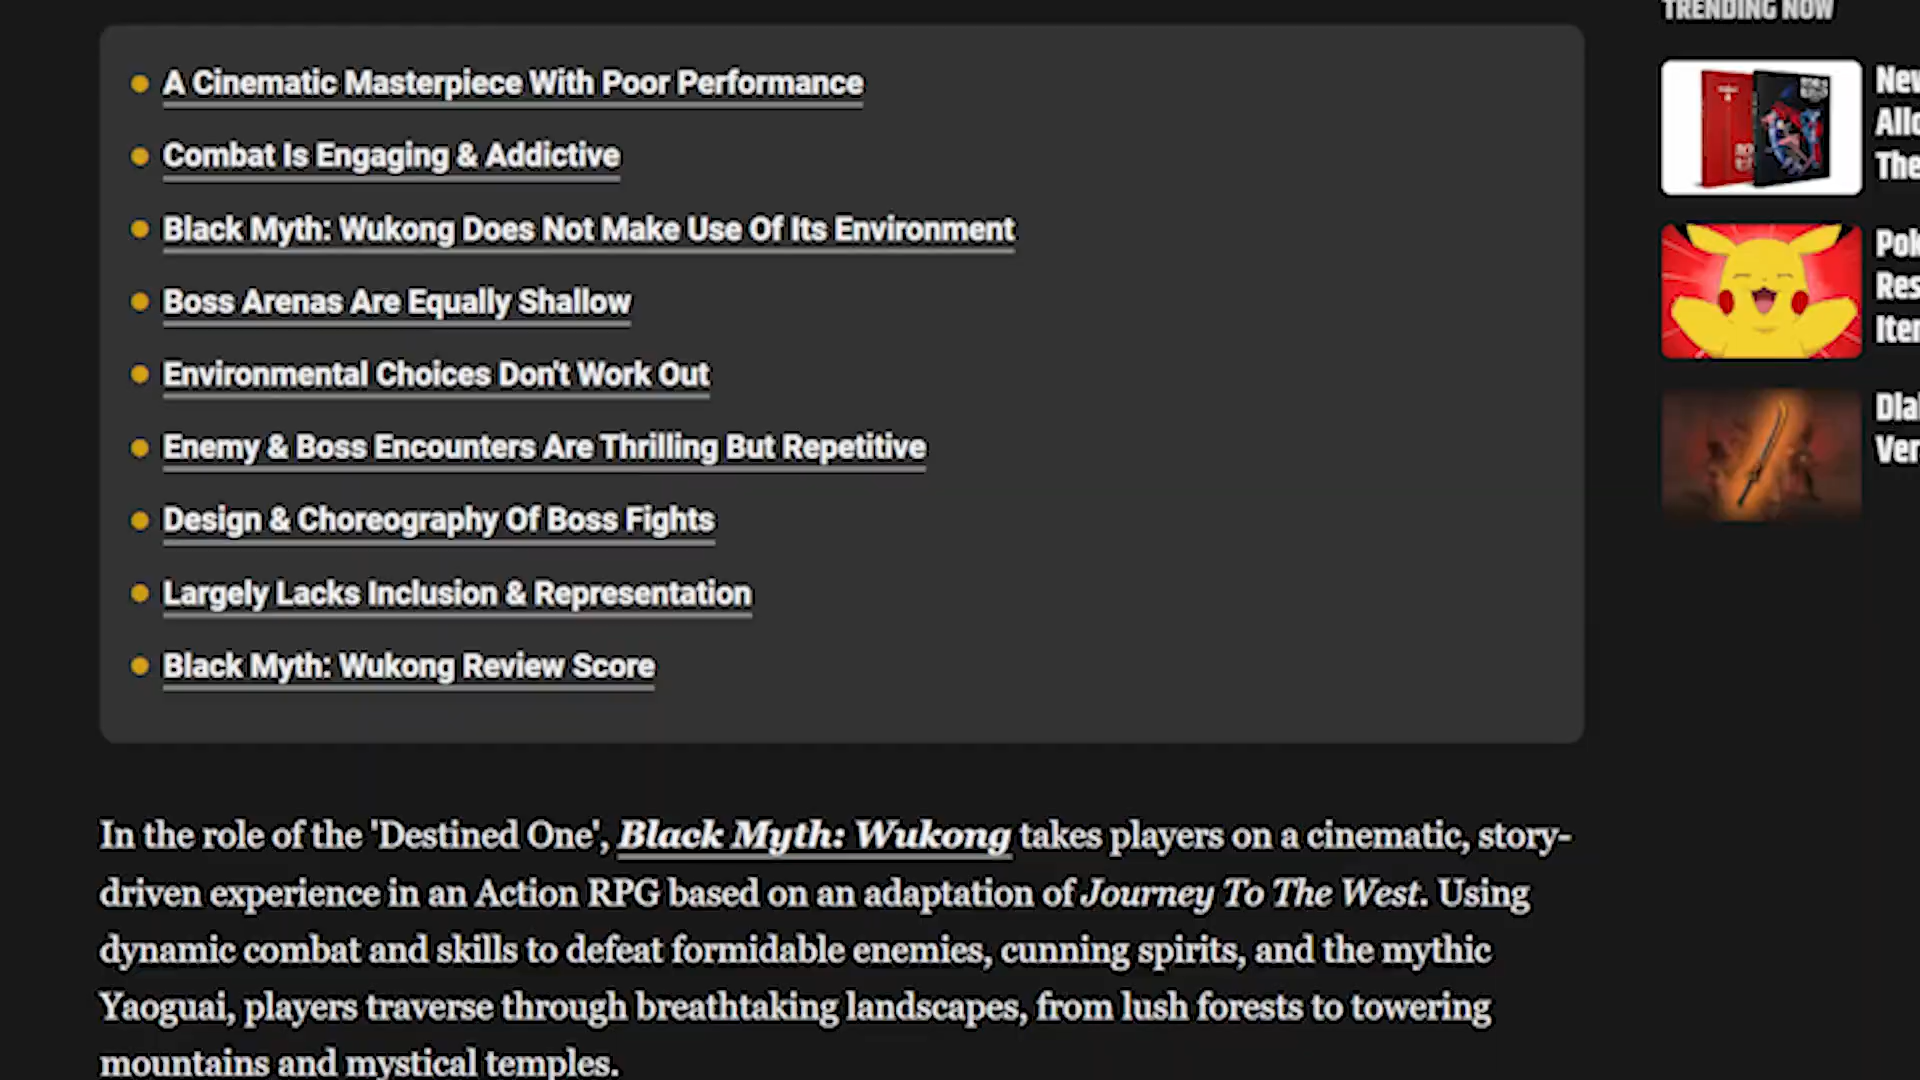 TRENDING NOW
A Cinematic Masterpiece With Poor Performance
Combat Is Engaging & Addictive
Black Myth: Wukong Does Not Make Use Of Its Environment
Boss Arenas Are Equally Shallow
Environmental Choices Don't Work Out
Enemy & Boss Encounters Are Thrilling But Repetitive
Design & Choreography Of Boss Fights
Largely Lacks Inclusion & Representation
Black Myth: Wukong Review Score
In the role of the 'Destined One', Black Myth: Wukong takes players on a cinematic, story-
driven experience in an Action RPG based on an adaptation of Journey To The West. Using
dynamic combat and skills to defeat formidable enemies, cunning spirits, and the mythic
Yaoguai, players traverse through breathtaking landscapes, from lush forests to towering
mountains and mystical temples.
The
Pok
Res
Ver